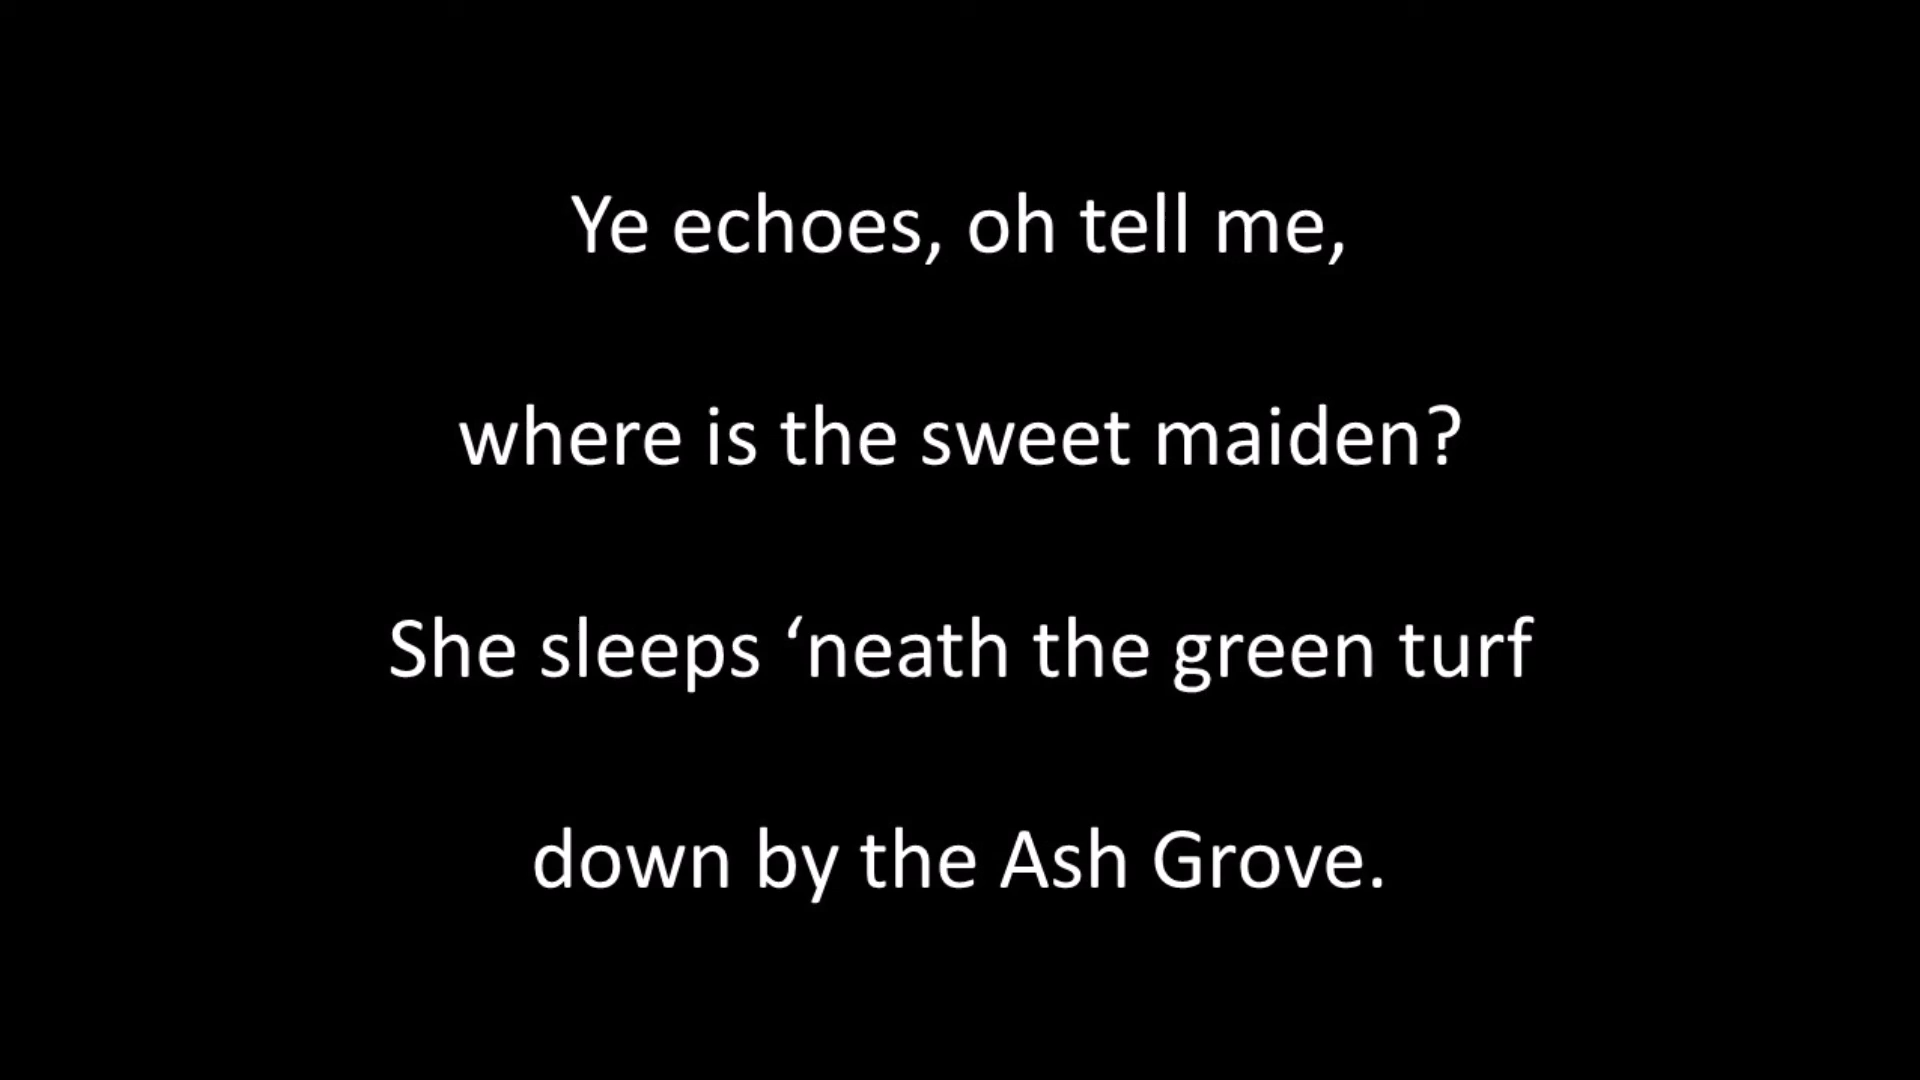 Ye echoes, oh tell me,
where is the sweet maiden?
She sleeps ‘neath the green turf
down by the Ash Grove.